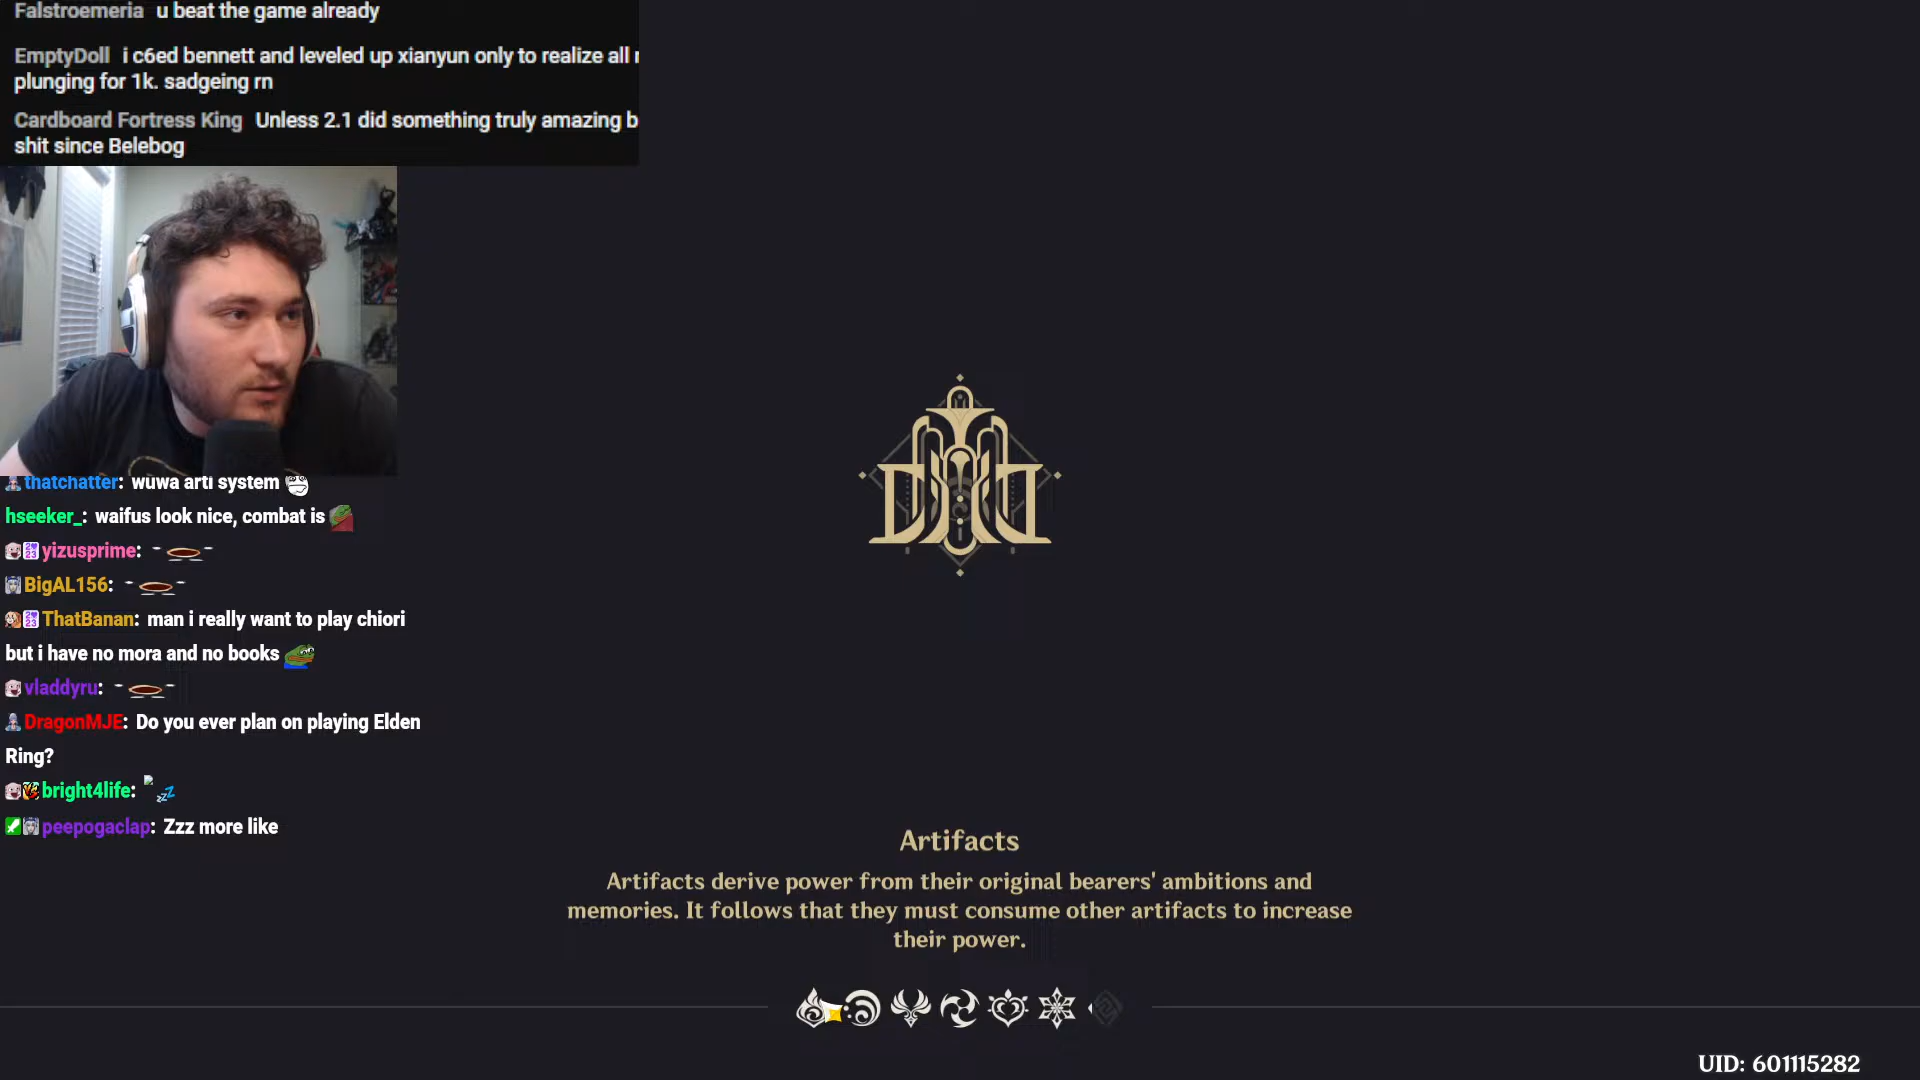 Falstroemeria u beat the game already
EmptyDoll i c6ed bennett and leveled up xianyun only to realize all
plunging for 1k. sadgeing rn
Cardboard Fortress King Unless 2.1 did something truly amazing b
shit since Belebog
thatchatter: wuwa arti system
hseeker_: waifus look nice, combat is
yizusprime:
BigAL156:
ThatBanan: man i really want to play chiori
but i have no mora and no books
vladdyru:
DragonMJE: Do you ever plan on playing Elden
Ring?
bright4life:
peepogaclap: Zzz more like
Artifacts
Artifacts derive power from their original bearers' ambitions and
memories. It follows that they must consume other artifacts to increase
their power.
UID: 601115282